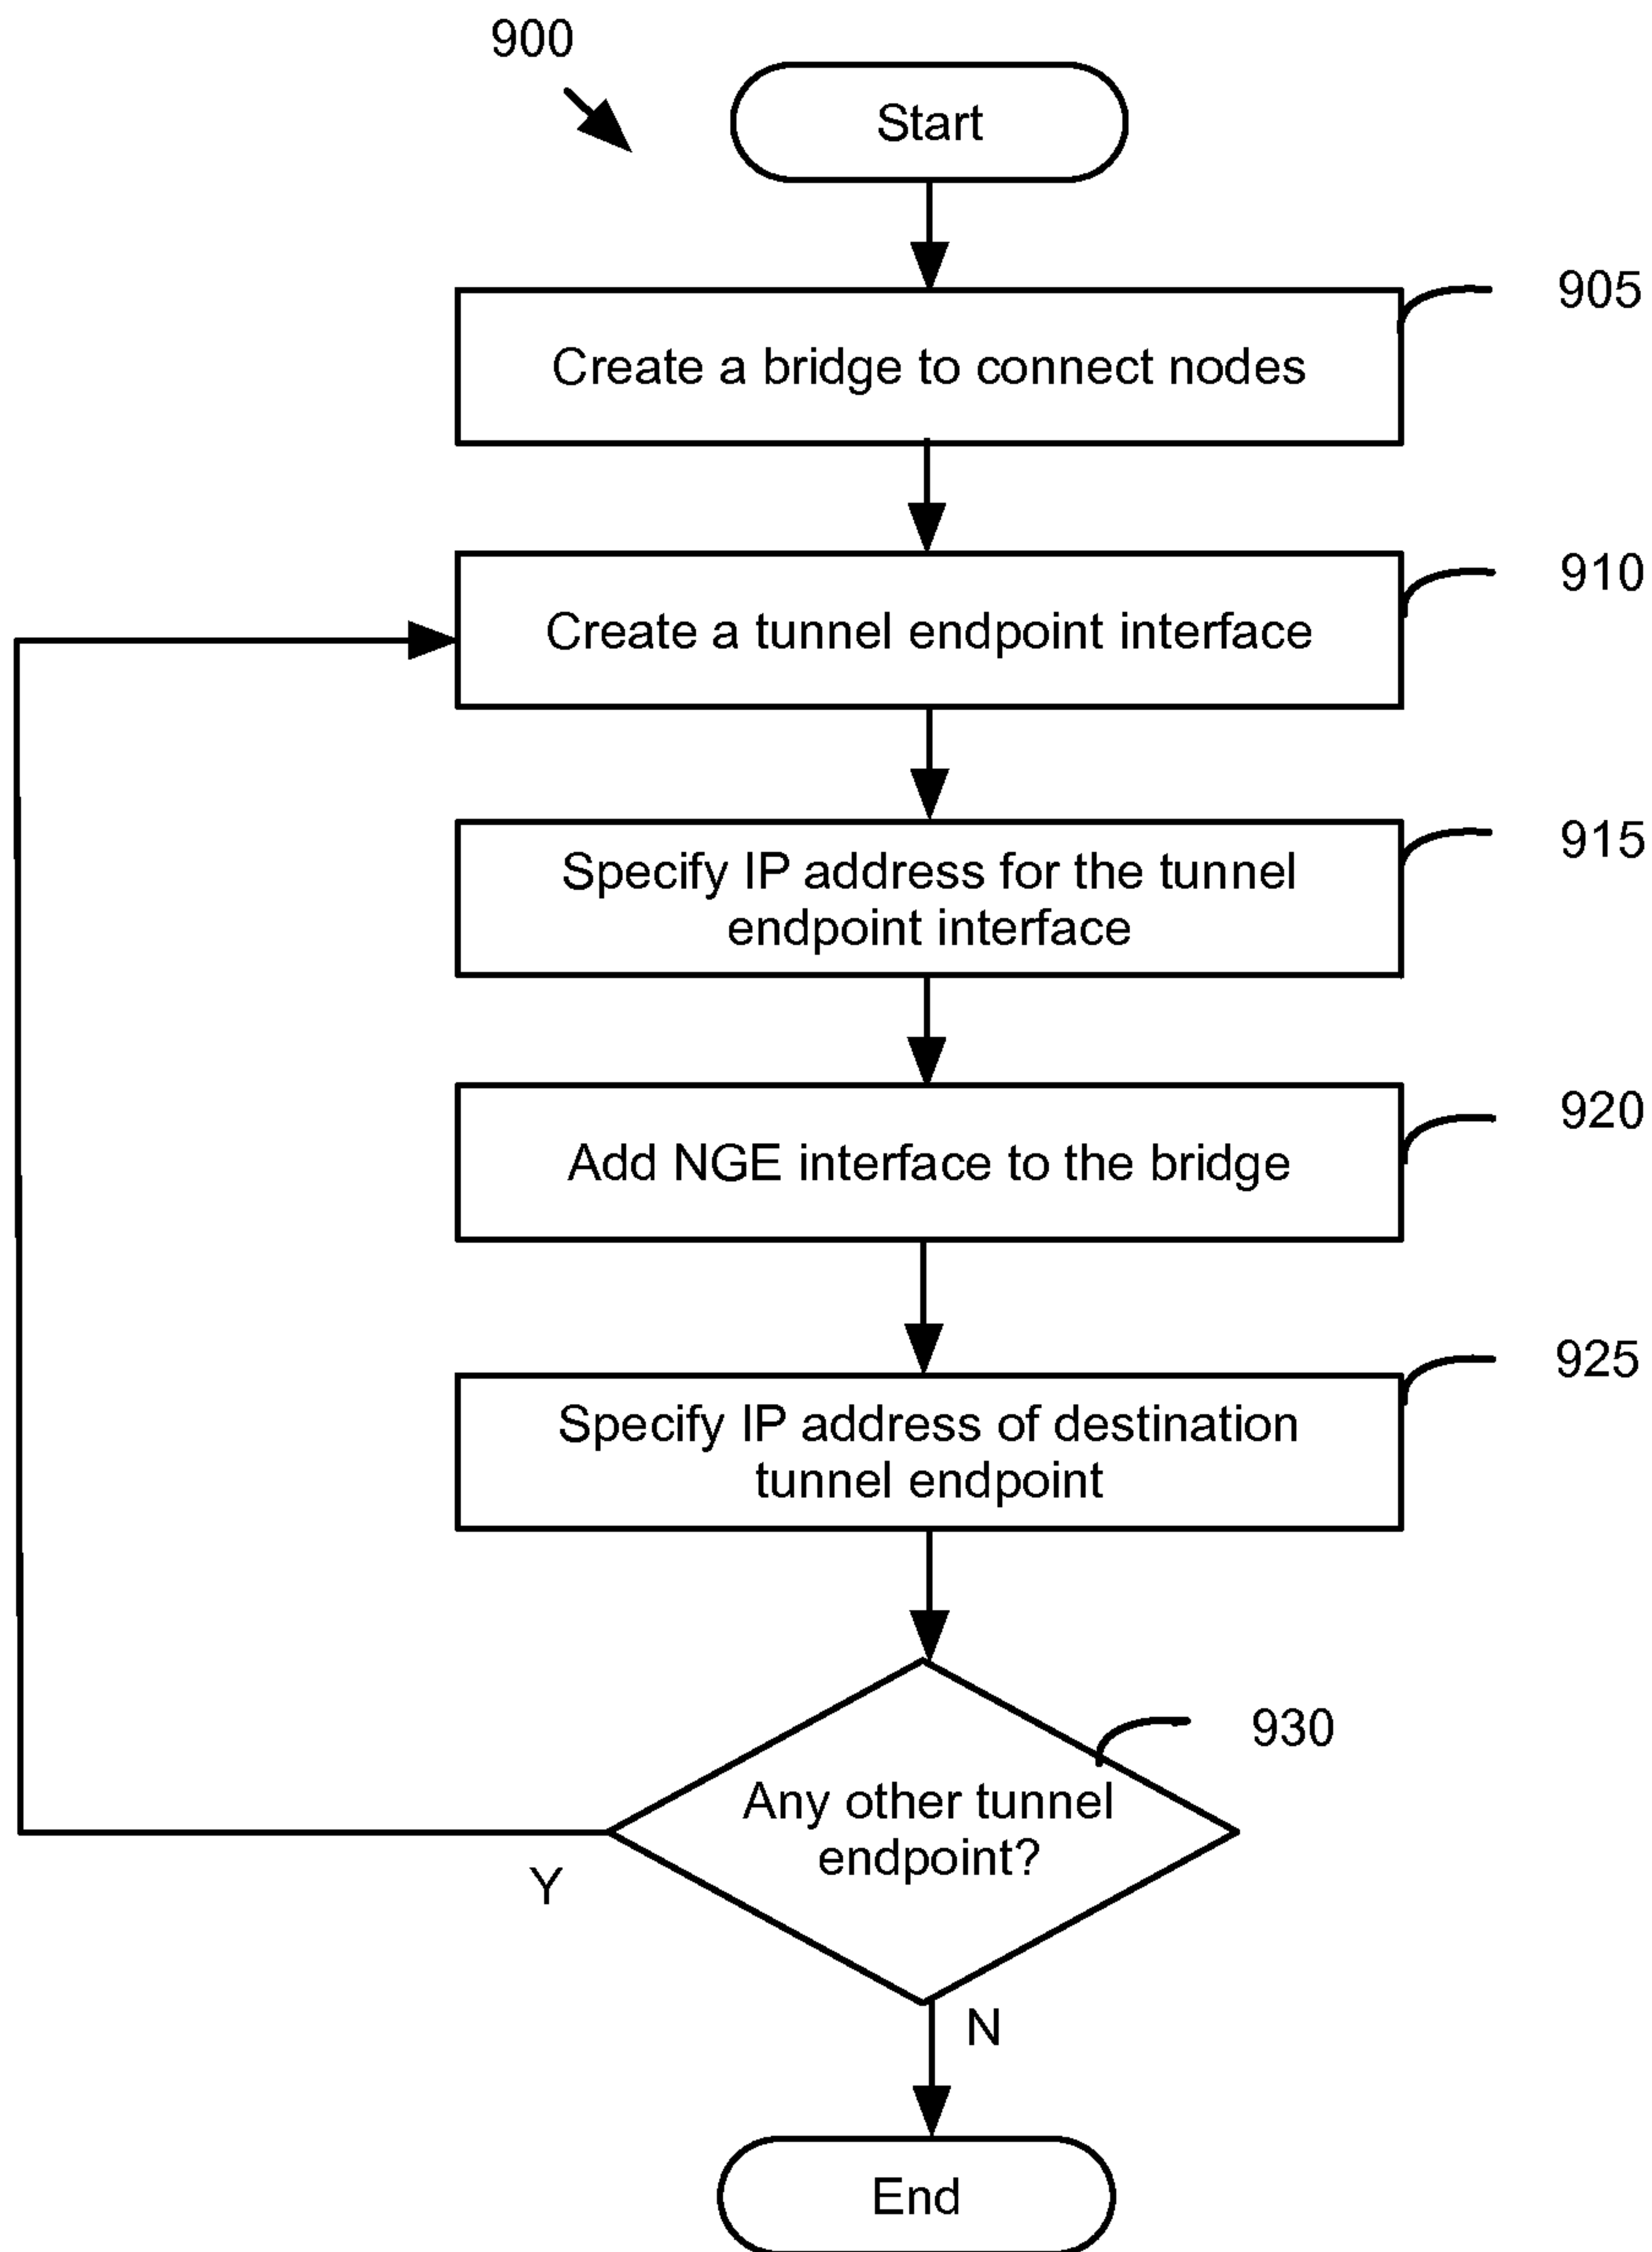 900
Start
905
Create a bridge to connect nodes
910
Create a tunnel endpoint interface
915
Specify IP address for the tunnel
endpoint interface
920
Add NGE interface to the bridge
925
Specify IP address of destination
tunnel endpoint
930
Any other tunnel
endpoint?
Y
N
End